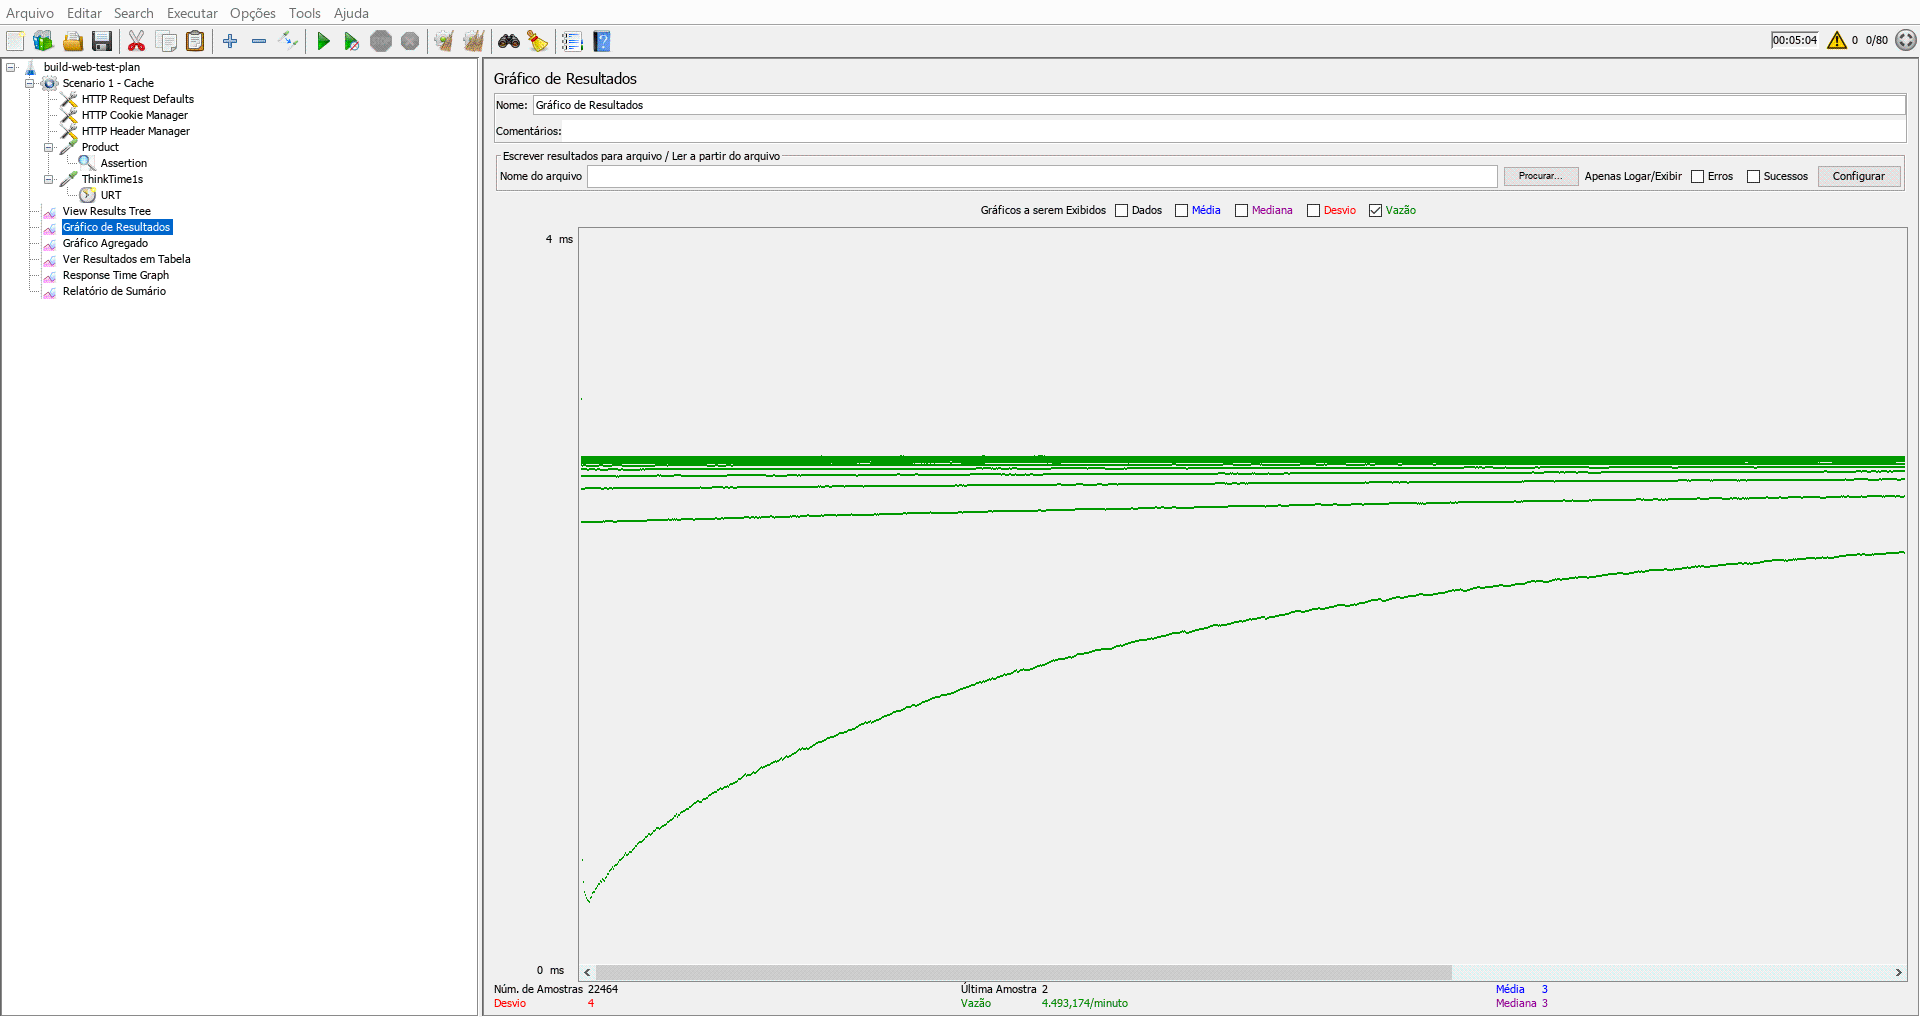 Arquivo Editar Search Executar Opções Tools Ajuda
00:05:04 0 0/80
build-web-test-plan
Scenario 1 - Cache
HTTP Request Defaults
HTTP Cookie Manager
HTTP Header Manager
Product
Assertion
ThinkTime1s
URT
View Results Tree
Gráfico de Resultados
Gráfico Agregado
Ver Resultados em Tabela
Response Time Graph
Relatório de Sumário
Gráfico de Resultados
Nome: Gráfico de Resultados
Comentários:
Escrever resultados para arquivo / Ler a partir do arquivo
Nome do arquivo Procurar... Apenas Logar/Exibir Erros Sucessos Configurar
Gráficos a serem Exibidos Dados Média Mediana Desvio Vazão
4 ms
0 ms
Núm. de Amostras 22464 Última Amostra 2 Média 3
Desvio 4 Vazão 4.493,174/minuto Mediana 3